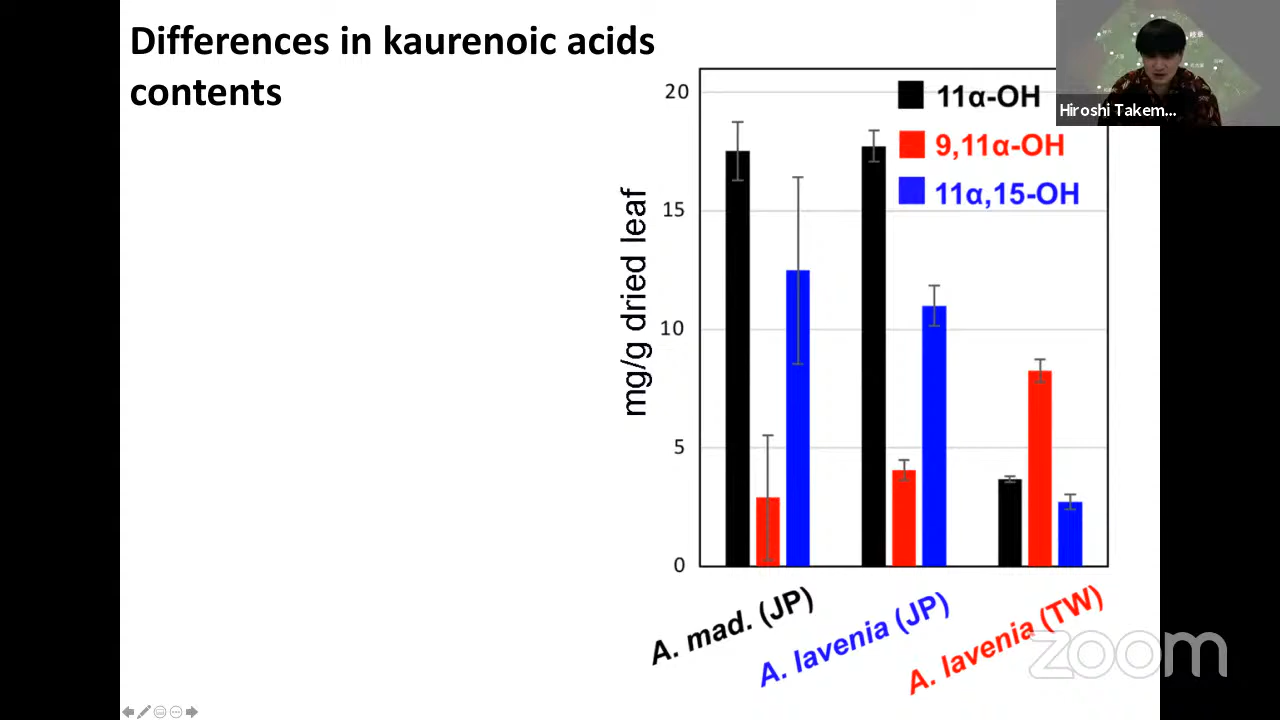 Differences in kaurenoic acids
contents
Hiroshi Takem...
20
15
10
5
0
mg/g dried leaf
11α-OH
9,11α-OH
11α,15-OH
A. mad. (JP)
A. lavenia (JP)
A. lavenia (TW)
zoom